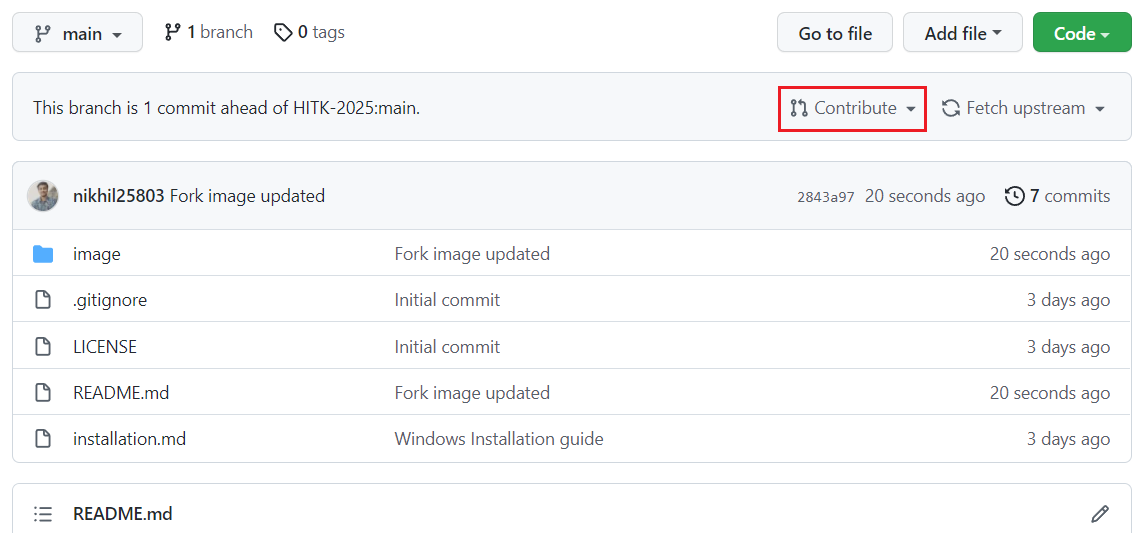 main 1 branch 0 tags Go to file Add file Code
This branch is 1 commit ahead of HITK-2025:main. Contribute Fetch upstream
nikhil25803 Fork image updated 2843a97 20 seconds ago 7 commits
image Fork image updated 20 seconds ago
.gitignore Initial commit 3 days ago
LICENSE Initial commit 3 days ago
README.md Fork image updated 20 seconds ago
installation.md Windows Installation guide 3 days ago
README.md